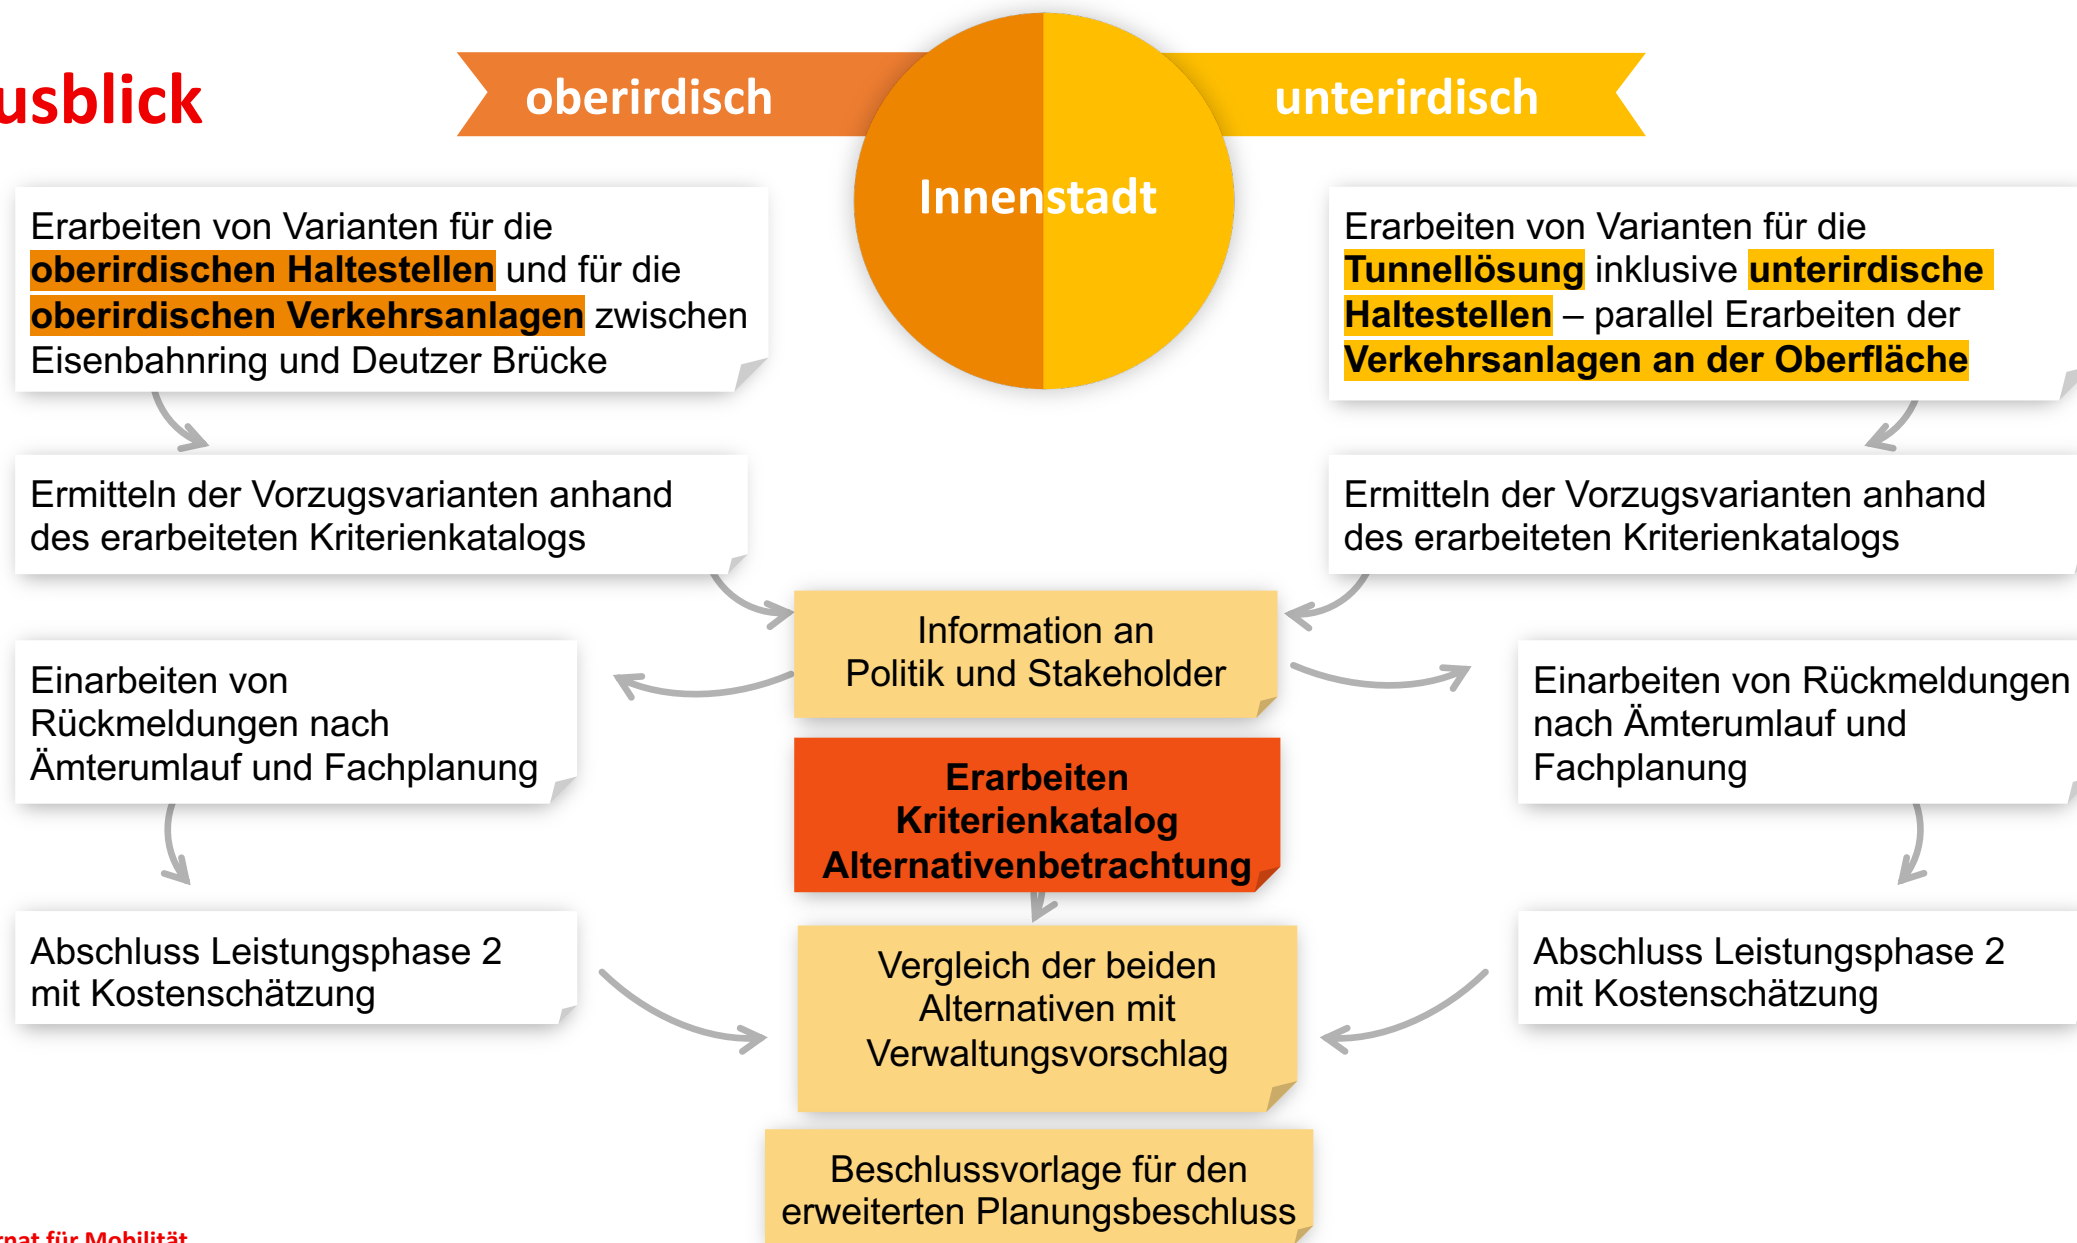 usblick
oberirdisch
unterirdisch
Innenstadt
Erarbeiten von Varianten für die
oberirdischen Haltestellen und für die
oberirdischen Verkehrsanlagen zwischen
Eisenbahnring und Deutzer Brücke
Erarbeiten von Varianten für die
Tunnellösung inklusive unterirdische
Haltestellen – parallel Erarbeiten der
Verkehrsanlagen an der Oberfläche
Ermitteln der Vorzugsvarianten anhand
des erarbeiteten Kriterienkatalogs
Ermitteln der Vorzugsvarianten anhand
des erarbeiteten Kriterienkatalogs
Information an
Politik und Stakeholder
Einarbeiten von
Rückmeldungen nach
Ämterumlauf und Fachplanung
Einarbeiten von Rückmeldungen
nach Ämterumlauf und
Fachplanung
Erarbeiten
Kriterienkatalog
Alternativenbetrachtung
Abschluss Leistungsphase 2
mit Kostenschätzung
Vergleich der beiden
Alternativen mit
Verwaltungsvorschlag
Abschluss Leistungsphase 2
mit Kostenschätzung
Beschlussvorlage für den
erweiterten Planungsbeschluss
rnat für Mobilität